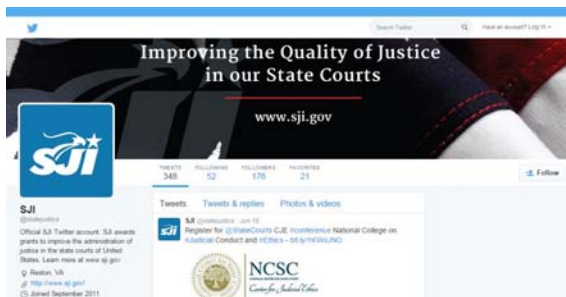 Search Twitter
Have an account? Log in
Improving the Quality of Justice
in our State Courts
www.sji.gov
SJI
TWEETS
348
FOLLOWING
52
FOLLOWERS
176
FAVORITES
21
Follow
SJI
@statejustice
Official SJI Twitter account. SJI awards
grants to improve the administration of
justice in the state courts of United
States. Learn more at www.sji.gov
Reston, VA
http://www.sji.gov/
Joined September 2011
Tweets Tweets & replies Photos & videos
SJI @statejustice · Jun
Register for @StateCourts CJE #conference National College on
#Judicial Conduct and #Ethics -
NCSC
Center for Judicial Ethics